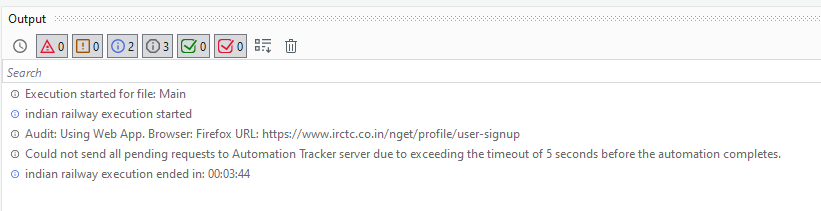 Output
0 0 2 3 0 0
Search
Execution started for file: Main
indian railway execution started
Audit: Using Web App. Browser: Firefox URL: https://www.irctc.co.in/nget/profile/user-signup
Could not send all pending requests to Automation Tracker server due to exceeding the timeout of 5 seconds before the automation completes.
indian railway execution ended in: 00:03:44